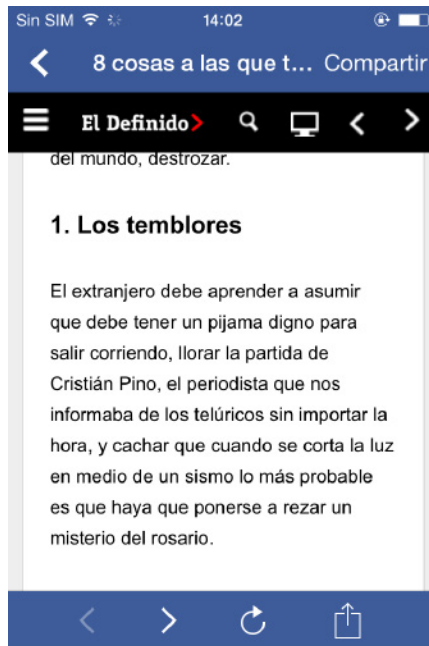 Sin SIM 14:02
8 cosas a las que t... Compartir
El Definido>
del mundo, destrozar.
1. Los temblores
El extranjero debe aprender a asumir
que debe tener un pijama digno para
salir corriendo, llorar la partida de
Cristián Pino, el periodista que nos
informaba de los telúricos sin importar la
hora, y cachar que cuando se corta la luz
en medio de un sismo lo más probable
es que haya que ponerse a rezar un
misterio del rosario.